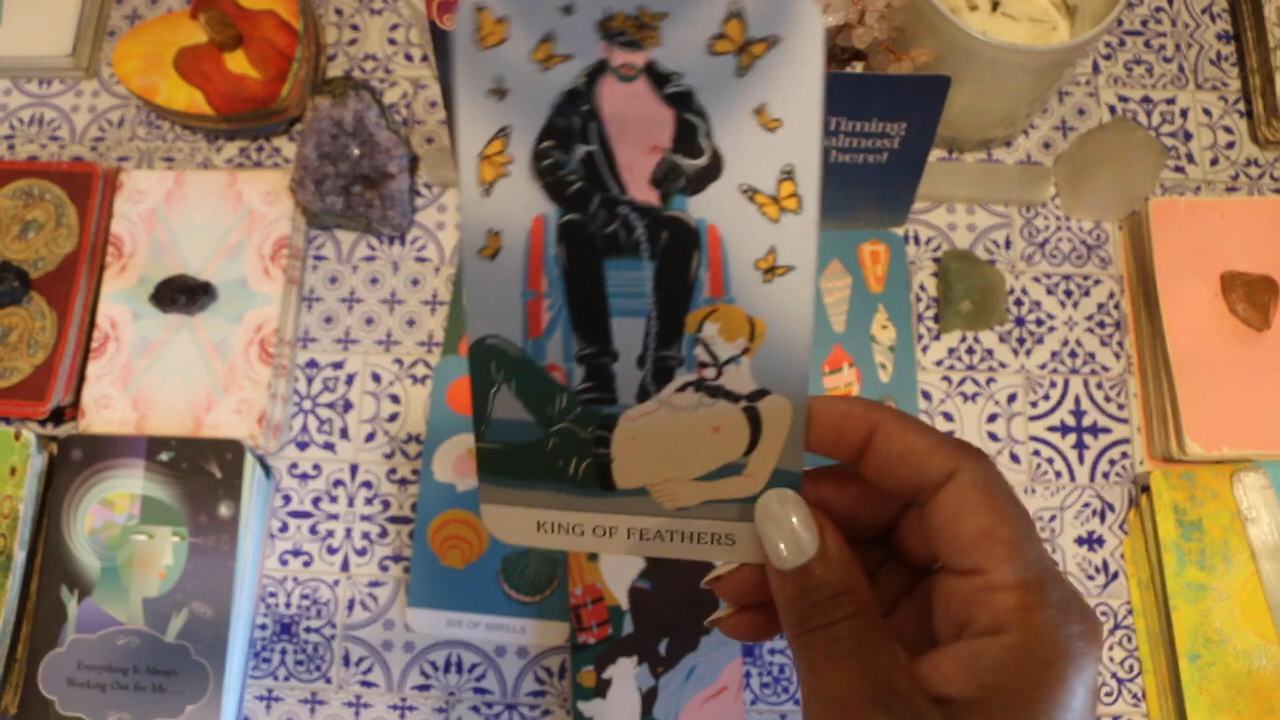 Timing
almost
here!
KING OF FEATHERS
SIX OF SHELLS
Everything Is Always
Working Out for Me...